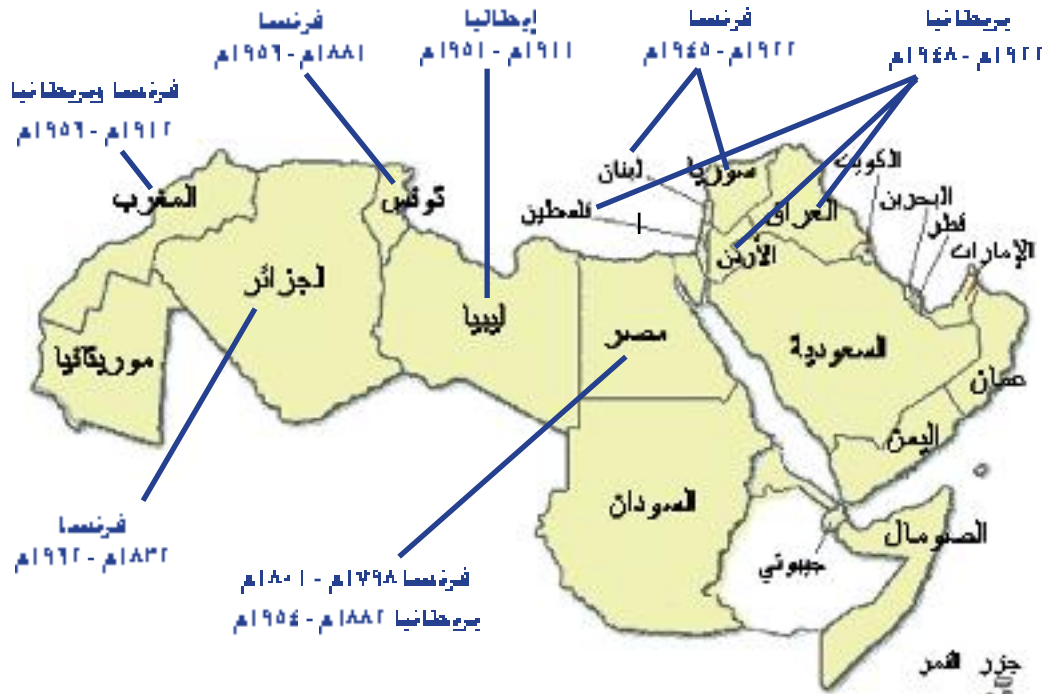 بريطانيا
١٩٢٢م - ١٩٤٨م
فرنسا
١٩٢٢م - ١٩٤٥م
إيطاليا
١٩١١م - ١٩٥١م
فرنسا
١٨٨١م - ١٩٥٦م
فرنسا وبريطانيا
١٩١٢م - ١٩٥٦م
الكويت
سوريا
لبنان
تونس
المغرب
البحرين
العراق
فلسطين
قطر
الإمارات
الأردن
الجزائر
ليبيا
مصر
السعودية
موريتانيا
عمان
اليمن
السودان
الصومال
جيبوتي
جزر القمر
فرنسا
١٨٣٢م - ١٩٦٢م
فرنسا ١٧٩٨م - ١٨٠١م
بريطانيا ١٨٨٢م - ١٩٥٤م